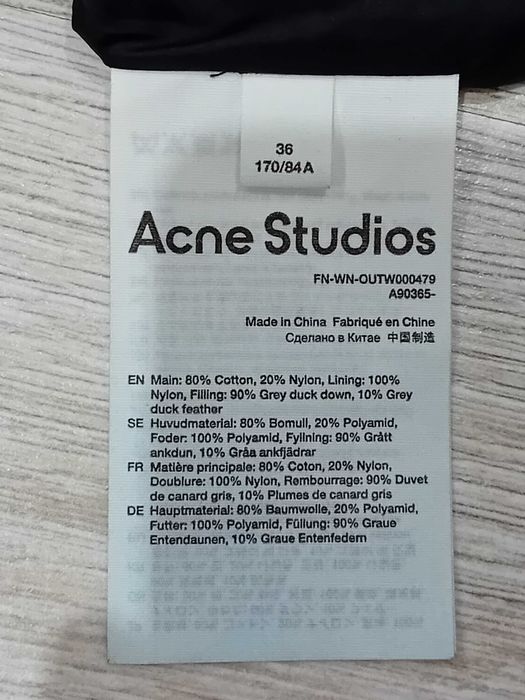 36
170/84A
Acne Studios
FN-WN-OUTW000479
A90365-
Made in China Fabriqué en Chine
Сделано в Китае 中国制造
EN Main: 80% Cotton, 20% Nylon, Lining: 100%
Nylon, Filling: 90% Grey duck down, 10% Grey
duck feather
SE Huvudmaterial: 80% Bomull, 20% Polyamid,
Foder: 100% Polyamid, Fyllning: 90% Grått
ankdun, 10% Gråa ankfjädrar
FR Matière principale: 80% Coton, 20% Nylon,
Doublure: 100% Nylon, Rembourrage: 90% Duvet
de canard gris, 10% Plumes de canard gris
DE Hauptmaterial: 80% Baumwolle, 20% Polyamid,
Futter: 100% Polyamid, Füllung: 90% Graue
Entendaunen, 10% Graue Entenfedern